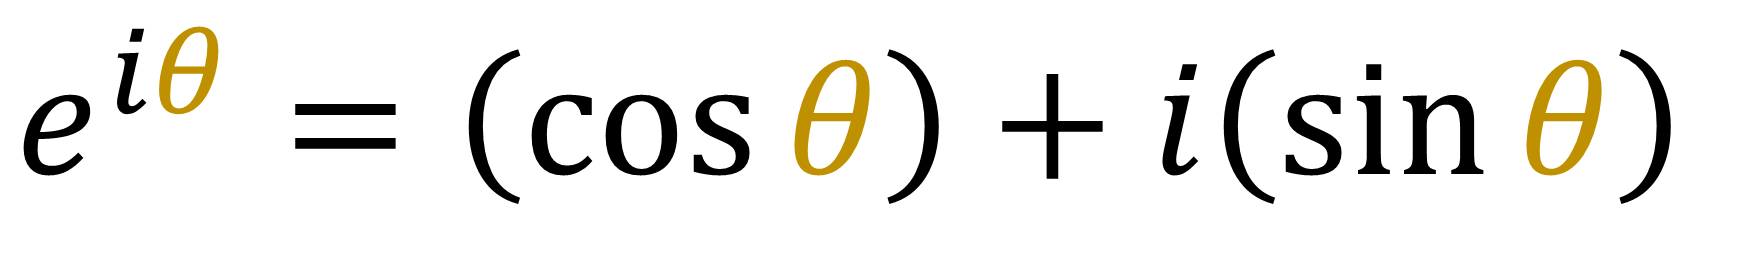 e^{iθ} = (cos θ) + i(sin θ)